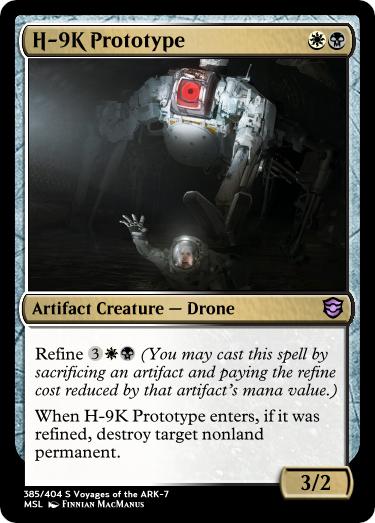 H-9K Prototype
Artifact Creature — Drone
Refine 3 (You may cast this spell by
sacrificing an artifact and paying the refine
cost reduced by that artifact's mana value.)
When H-9K Prototype enters, if it was
refined, destroy target nonland
permanent.
3/2
385/404 S Voyages of the ARK-7
MSL Finnian MacManus